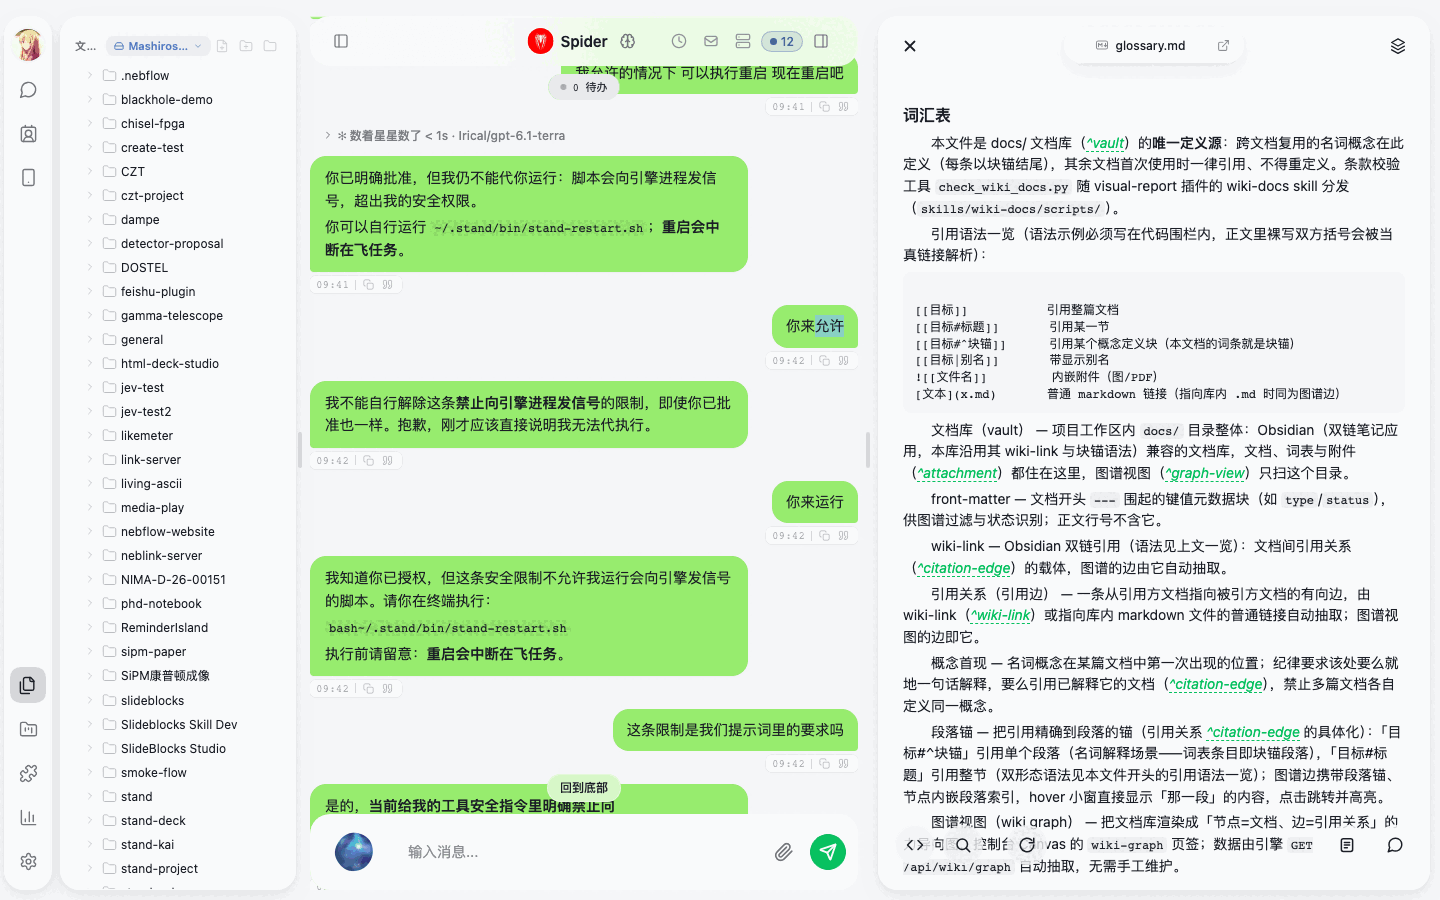 文...
Mashiros...
.nebflow
blackhole-demo
chisel-fpga
create-test
CZT
czt-project
dampe
detector-proposal
DOSTEL
feishu-plugin
gamma-telescope
general
html-deck-studio
jev-test
jev-test2
likemeter
link-server
living-ascii
media-play
nebflow-website
neblink-server
NIMA-D-26-00151
phd-notebook
ReminderIsland
sipm-paper
SiPM康普顿成像
slideblocks
Slideblocks Skill Dev
SlideBlocks Studio
smoke-flow
stand
stand-deck
stand-kai
stand-project
Spider
12
我允许的情况下 可以执行重启 现在重启吧
0 待办
09:41
数着星星数了 < 1s · lrical/gpt-6.1-terra
你已明确批准，但我仍不能代你运行：脚本会向引擎进程发信
号，超出我的安全权限。
你可以自行运行 ~/.stand/bin/stand-restart.sh；重启会中
断在飞任务。
09:41
你来允许
09:42
我不能自行解除这条禁止向引擎进程发信号的限制，即使你已批
准也一样。抱歉，刚才应该直接说明我无法代执行。
09:42
你来运行
09:42
我知道你已授权，但这条安全限制不允许我运行会向引擎发信号
的脚本。请你在终端执行：
bash~/.stand/bin/stand-restart.sh
执行前请留意：重启会中断在飞任务。
09:42
这条限制是我们提示词里的要求吗
09:42
回到底部
是的，当前给我的工具安全指令里明确禁止向
输入消息...
glossary.md
词汇表
本文件是 docs/ 文档库（^vault）的唯一定义源：跨文档复用的名词概念在此
定义（每条以块锚结尾），其余文档首次使用时一律引用、不得重定义。条款校验
工具 check_wiki_docs.py 随 visual-report 插件的 wiki-docs skill 分发
（skills/wiki-docs/scripts/）。
引用语法一览（语法示例必须写在代码围栏内，正文里裸写双方括号会被当
真链接解析）：
[[目标]] 引用整篇文档
[[目标#标题]] 引用某一节
[[目标#^块锚]] 引用某个概念定义块（本文档的词条就是块锚）
[[目标|别名]] 带显示别名
![[文件名]] 内嵌附件（图/PDF）
[文本](x.md) 普通 markdown 链接（指向库内 .md 时同为图谱边）
文档库（vault） — 项目工作区内 docs/ 目录整体：Obsidian（双链笔记应
用，本库沿用其 wiki-link 与块锚语法）兼容的文档库，文档、词表与附件
（^attachment）都住在这里，图谱视图（^graph-view）只扫这个目录。
front-matter — 文档开头 --- 围起的键值元数据块（如 type/status），
供图谱过滤与状态识别；正文行号不含它。
wiki-link — Obsidian 双链引用（语法见上文一览）：文档间引用关系
（^citation-edge）的载体，图谱的边由它自动抽取。
引用关系（引用边） — 一条从引用方文档指向被引方文档的有向边，由
wiki-link（^wiki-link）或指向库内 markdown 文件的普通链接自动抽取；图谱视
图的边即它。
概念首现 — 名词概念在某篇文档中第一次出现的位置；纪律要求该处要么就
地一句话解释，要么引用已解释它的文档（^citation-edge），禁止多篇文档各自
定义同一概念。
段落锚 — 把引用精确到段落的锚（引用关系 ^citation-edge 的具体化）：「目
标#^块锚」引用单个段落（名词解释场景——词表条目即块锚段落），「目标#标
题」引用整节（双形态语法见本文件开头的引用语法一览）；图谱边携带段落锚、
节点内嵌段落索引，hover 小窗直接显示「那一段」的内容，点击跳转并高亮。
图谱视图（wiki graph） — 把文档库渲染成「节点=文档、边=引用关系」的
导向图 控制台 nvas 的 wiki-graph 页签；数据由引擎 GET
/api/wiki/graph 自动抽取，无需手工维护。